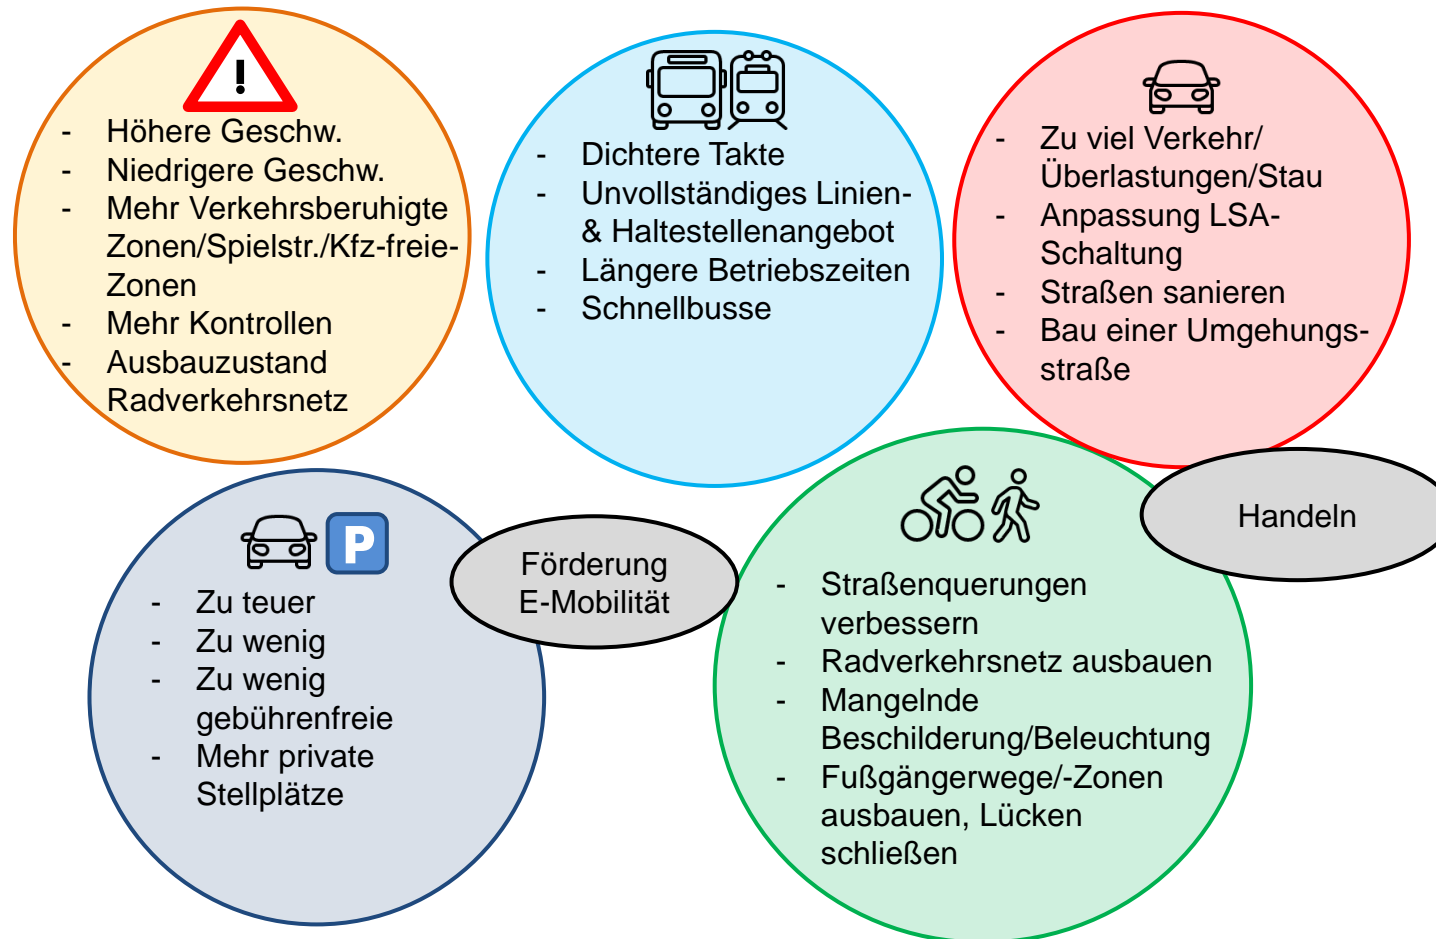 !
- Höhere Geschw.
- Niedrigere Geschw.
- Mehr Verkehrsberuhigte
Zonen/Spielstr./Kfz-freie-
Zonen
- Mehr Kontrollen
- Ausbauzustand
Radverkehrsnetz
- Dichtere Takte
- Unvollständiges Linien-
& Haltestellenangebot
- Längere Betriebszeiten
- Schnellbusse
- Zu viel Verkehr/
Überlastungen/Stau
- Anpassung LSA-
Schaltung
- Straßen sanieren
- Bau einer Umgehungs-
straße
P
- Zu teuer
- Zu wenig
- Zu wenig
gebührenfreie
- Mehr private
Stellplätze
Förderung
E-Mobilität
- Straßenquerungen
verbessern
- Radverkehrsnetz ausbauen
- Mangelnde
Beschilderung/Beleuchtung
- Fußgängerwege/-Zonen
ausbauen, Lücken
schließen
Handeln